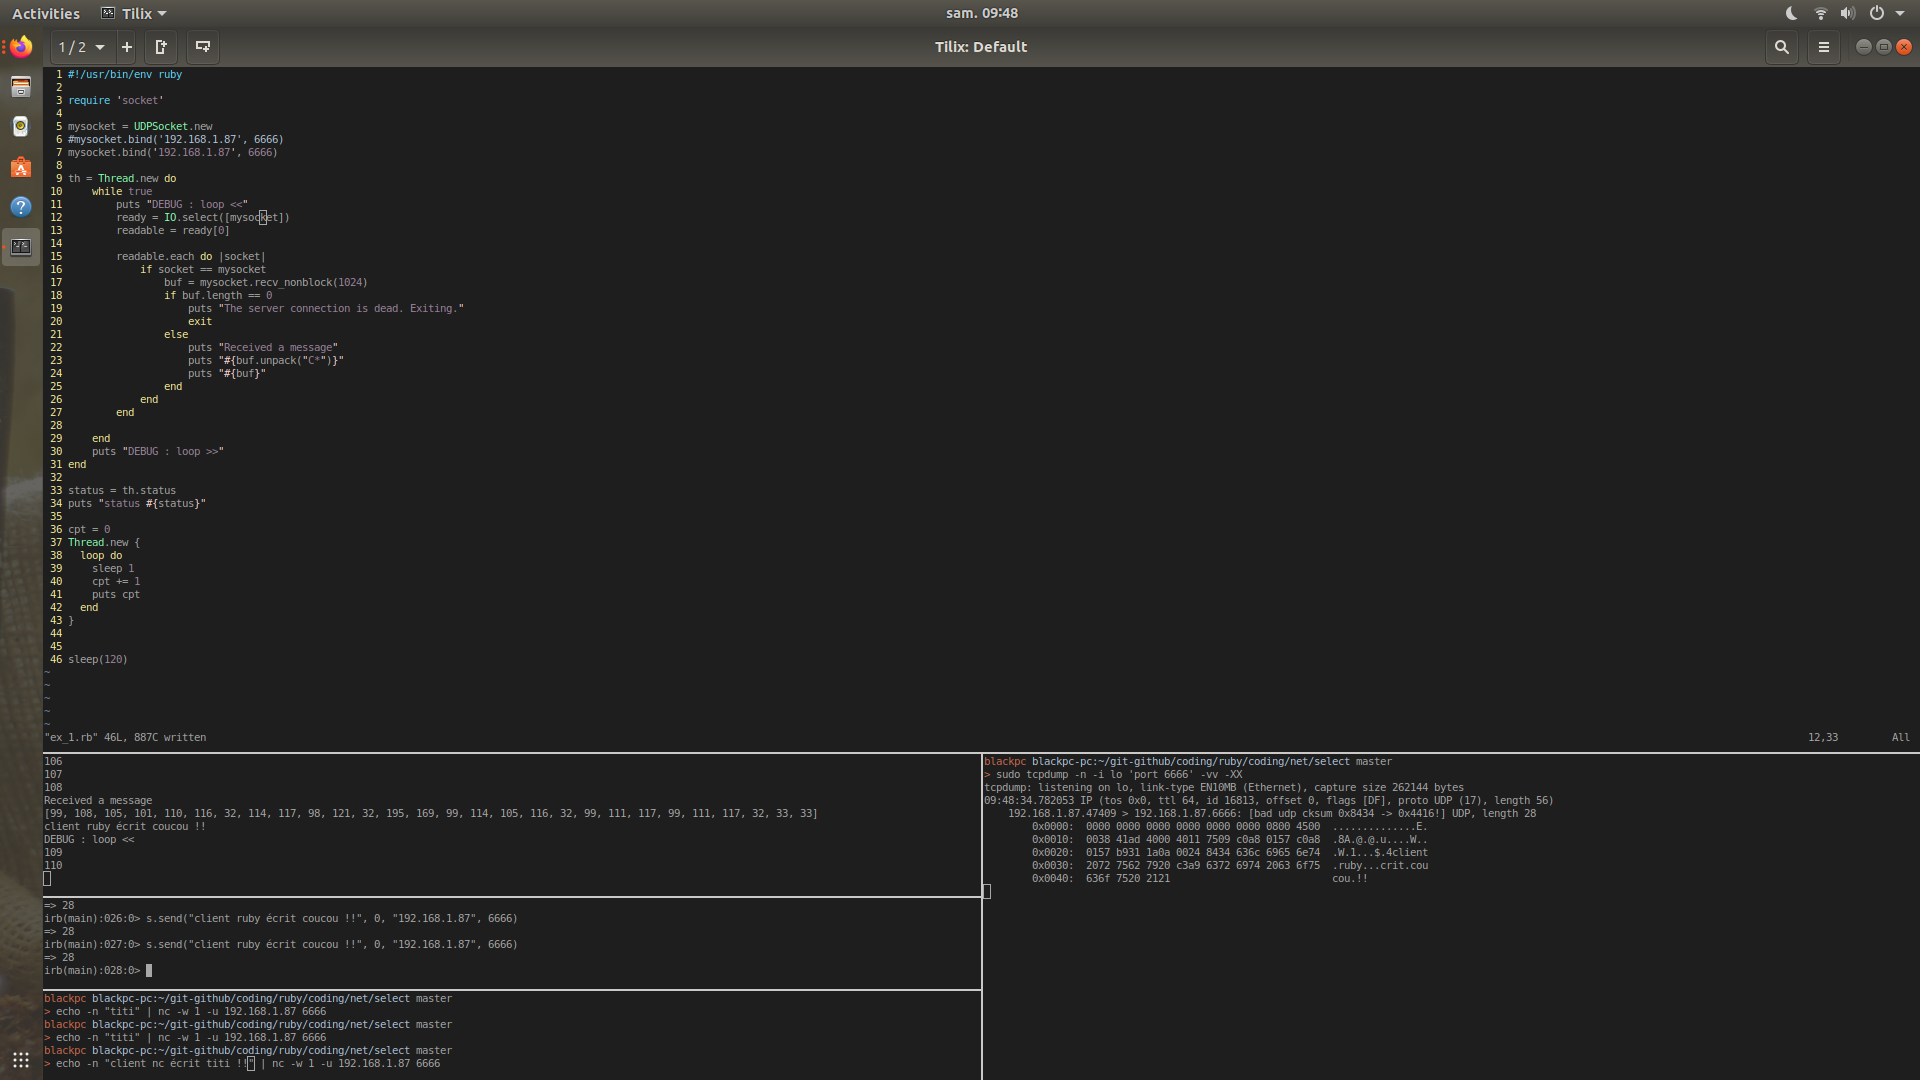 Activities Tilix sam. 09:48
1 / 2 Tilix: Default
1 #!/usr/bin/env ruby
2
3 require 'socket'
4
5 mysocket = UDPSocket.new
6 #mysocket.bind('192.168.1.87', 6666)
7 mysocket.bind('192.168.1.87', 6666)
8
9 th = Thread.new do
10     while true
11         puts "DEBUG : loop <<"
12         ready = IO.select([mysocket])
13         readable = ready[0]
14
15         readable.each do |socket|
16             if socket == mysocket
17                 buf = mysocket.recv_nonblock(1024)
18                 if buf.length == 0
19                     puts "The server connection is dead. Exiting."
20                     exit
21                 else
22                     puts "Received a message"
23                     puts "#{buf.unpack("C*")}"
24                     puts "#{buf}"
25                 end
26             end
27         end
28
29     end
30     puts "DEBUG : loop >>"
31 end
32
33 status = th.status
34 puts "status #{status}"
35
36 cpt = 0
37 Thread.new {
38   loop do
39     sleep 1
40     cpt += 1
41     puts cpt
42   end
43 }
44
45
46 sleep(120)
~
~
~
~
~
"ex_1.rb" 46L, 887C written 12,33 All
106
107
108
Received a message
[99, 108, 105, 101, 110, 116, 32, 114, 117, 98, 121, 32, 195, 169, 99, 114, 105, 116, 32, 99, 111, 117, 99, 111, 117, 32, 33, 33]
client ruby écrit coucou !!
DEBUG : loop <<
109
110
=> 28
irb(main):026:0> s.send("client ruby écrit coucou !!", 0, "192.168.1.87", 6666)
=> 28
irb(main):027:0> s.send("client ruby écrit coucou !!", 0, "192.168.1.87", 6666)
=> 28
irb(main):028:0>
blackpc blackpc-pc:~/git-github/coding/ruby/coding/net/select master
> echo -n "titi" | nc -w 1 -u 192.168.1.87 6666
blackpc blackpc-pc:~/git-github/coding/ruby/coding/net/select master
> echo -n "titi" | nc -w 1 -u 192.168.1.87 6666
blackpc blackpc-pc:~/git-github/coding/ruby/coding/net/select master
> echo -n "client nc écrit titi !!" | nc -w 1 -u 192.168.1.87 6666
blackpc blackpc-pc:~/git-github/coding/ruby/coding/net/select master
> sudo tcpdump -n -i lo 'port 6666' -vv -XX
tcpdump: listening on lo, link-type EN10MB (Ethernet), capture size 262144 bytes
09:48:34.782053 IP (tos 0x0, ttl 64, id 16813, offset 0, flags [DF], proto UDP (17), length 56)
    192.168.1.87.47409 > 192.168.1.87.6666: [bad udp cksum 0x8434 -> 0x4416!] UDP, length 28
        0x0000:  0000 0000 0000 0000 0000 0000 0800 4500  ..............E.
        0x0010:  0038 41ad 4000 4011 7509 c0a8 0157 c0a8  .8A.@.@.u....W..
        0x0020:  0157 b931 1a0a 0024 8434 636c 6965 6e74  .W.1...$.4client
        0x0030:  2072 7562 7920 c3a9 6372 6974 2063 6f75  .ruby...crit.cou
        0x0040:  636f 7520 2121                           cou.!!